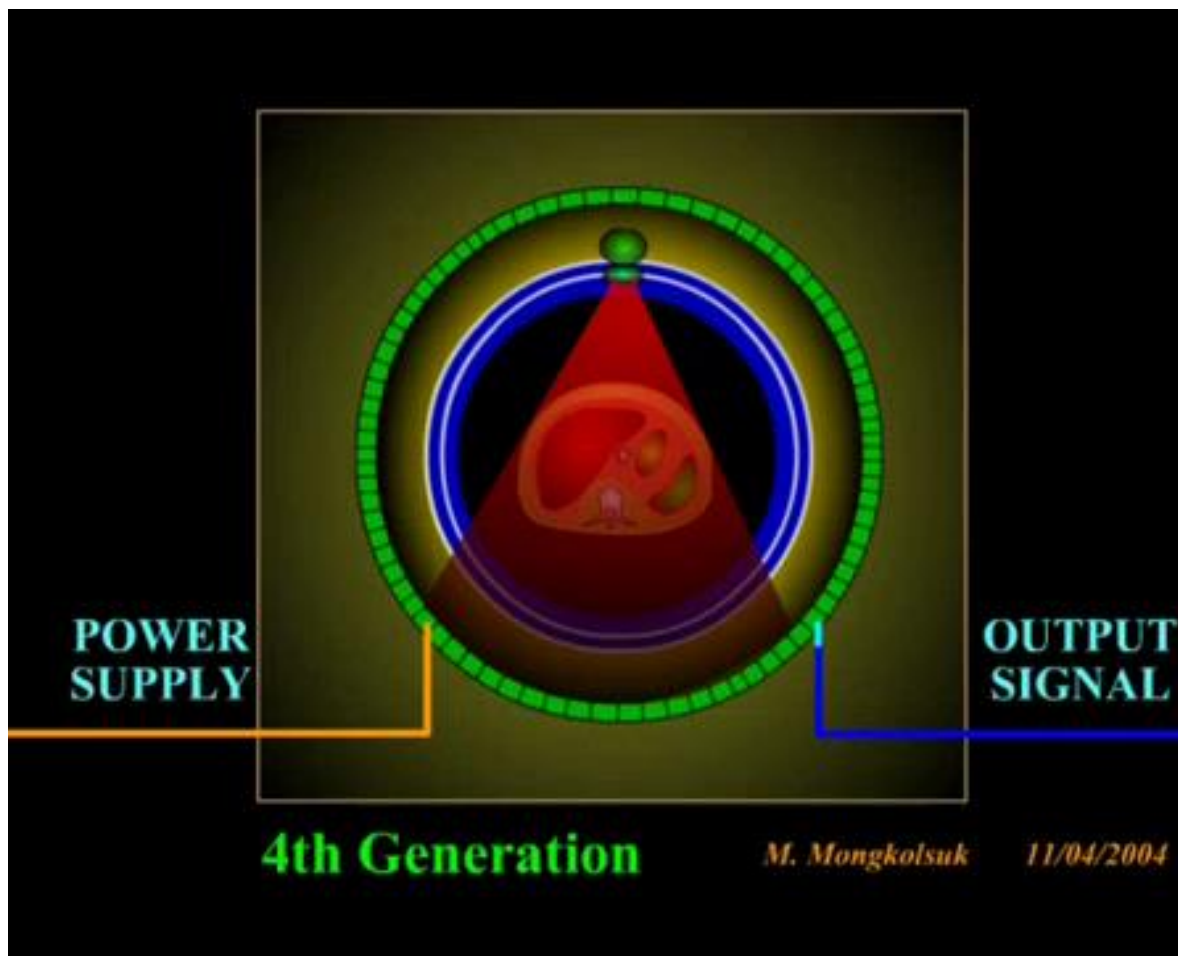 POWER
SUPPLY
OUTPUT
SIGNAL
4th Generation
M. Mongkolsuk 11/04/2004